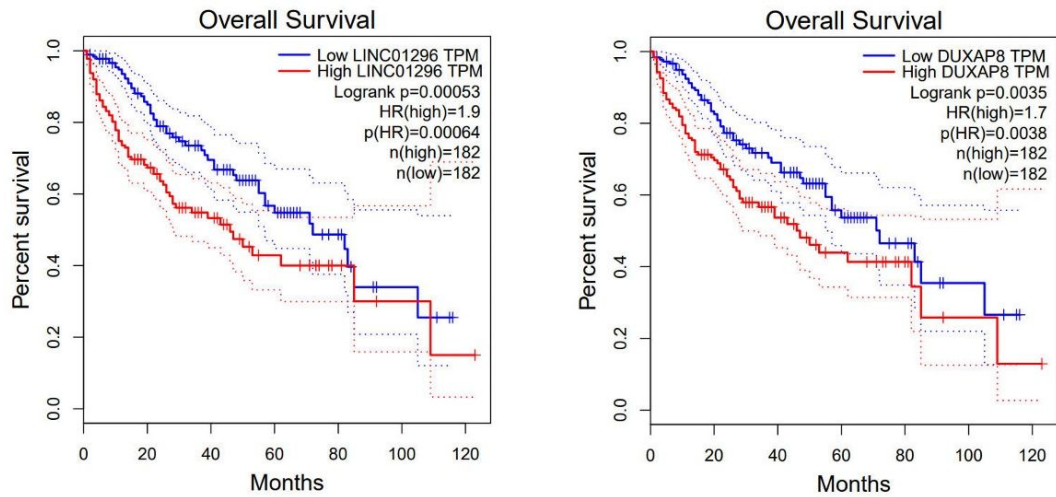 Overall Survival
Percent survival
1.0
0.8
0.6
0.4
0.2
0.0
Low LINC01296 TPM
High LINC01296 TPM
Logrank p=0.00053
HR(high)=1.9
p(HR)=0.00064
n(high)=182
n(low)=182
0 20 40 60 80 100 120
Months
Overall Survival
Percent survival
1.0
0.8
0.6
0.4
0.2
0.0
Low DUXAP8 TPM
High DUXAP8 TPM
Logrank p=0.0035
HR(high)=1.7
p(HR)=0.0038
n(high)=182
n(low)=182
0 20 40 60 80 100 120
Months